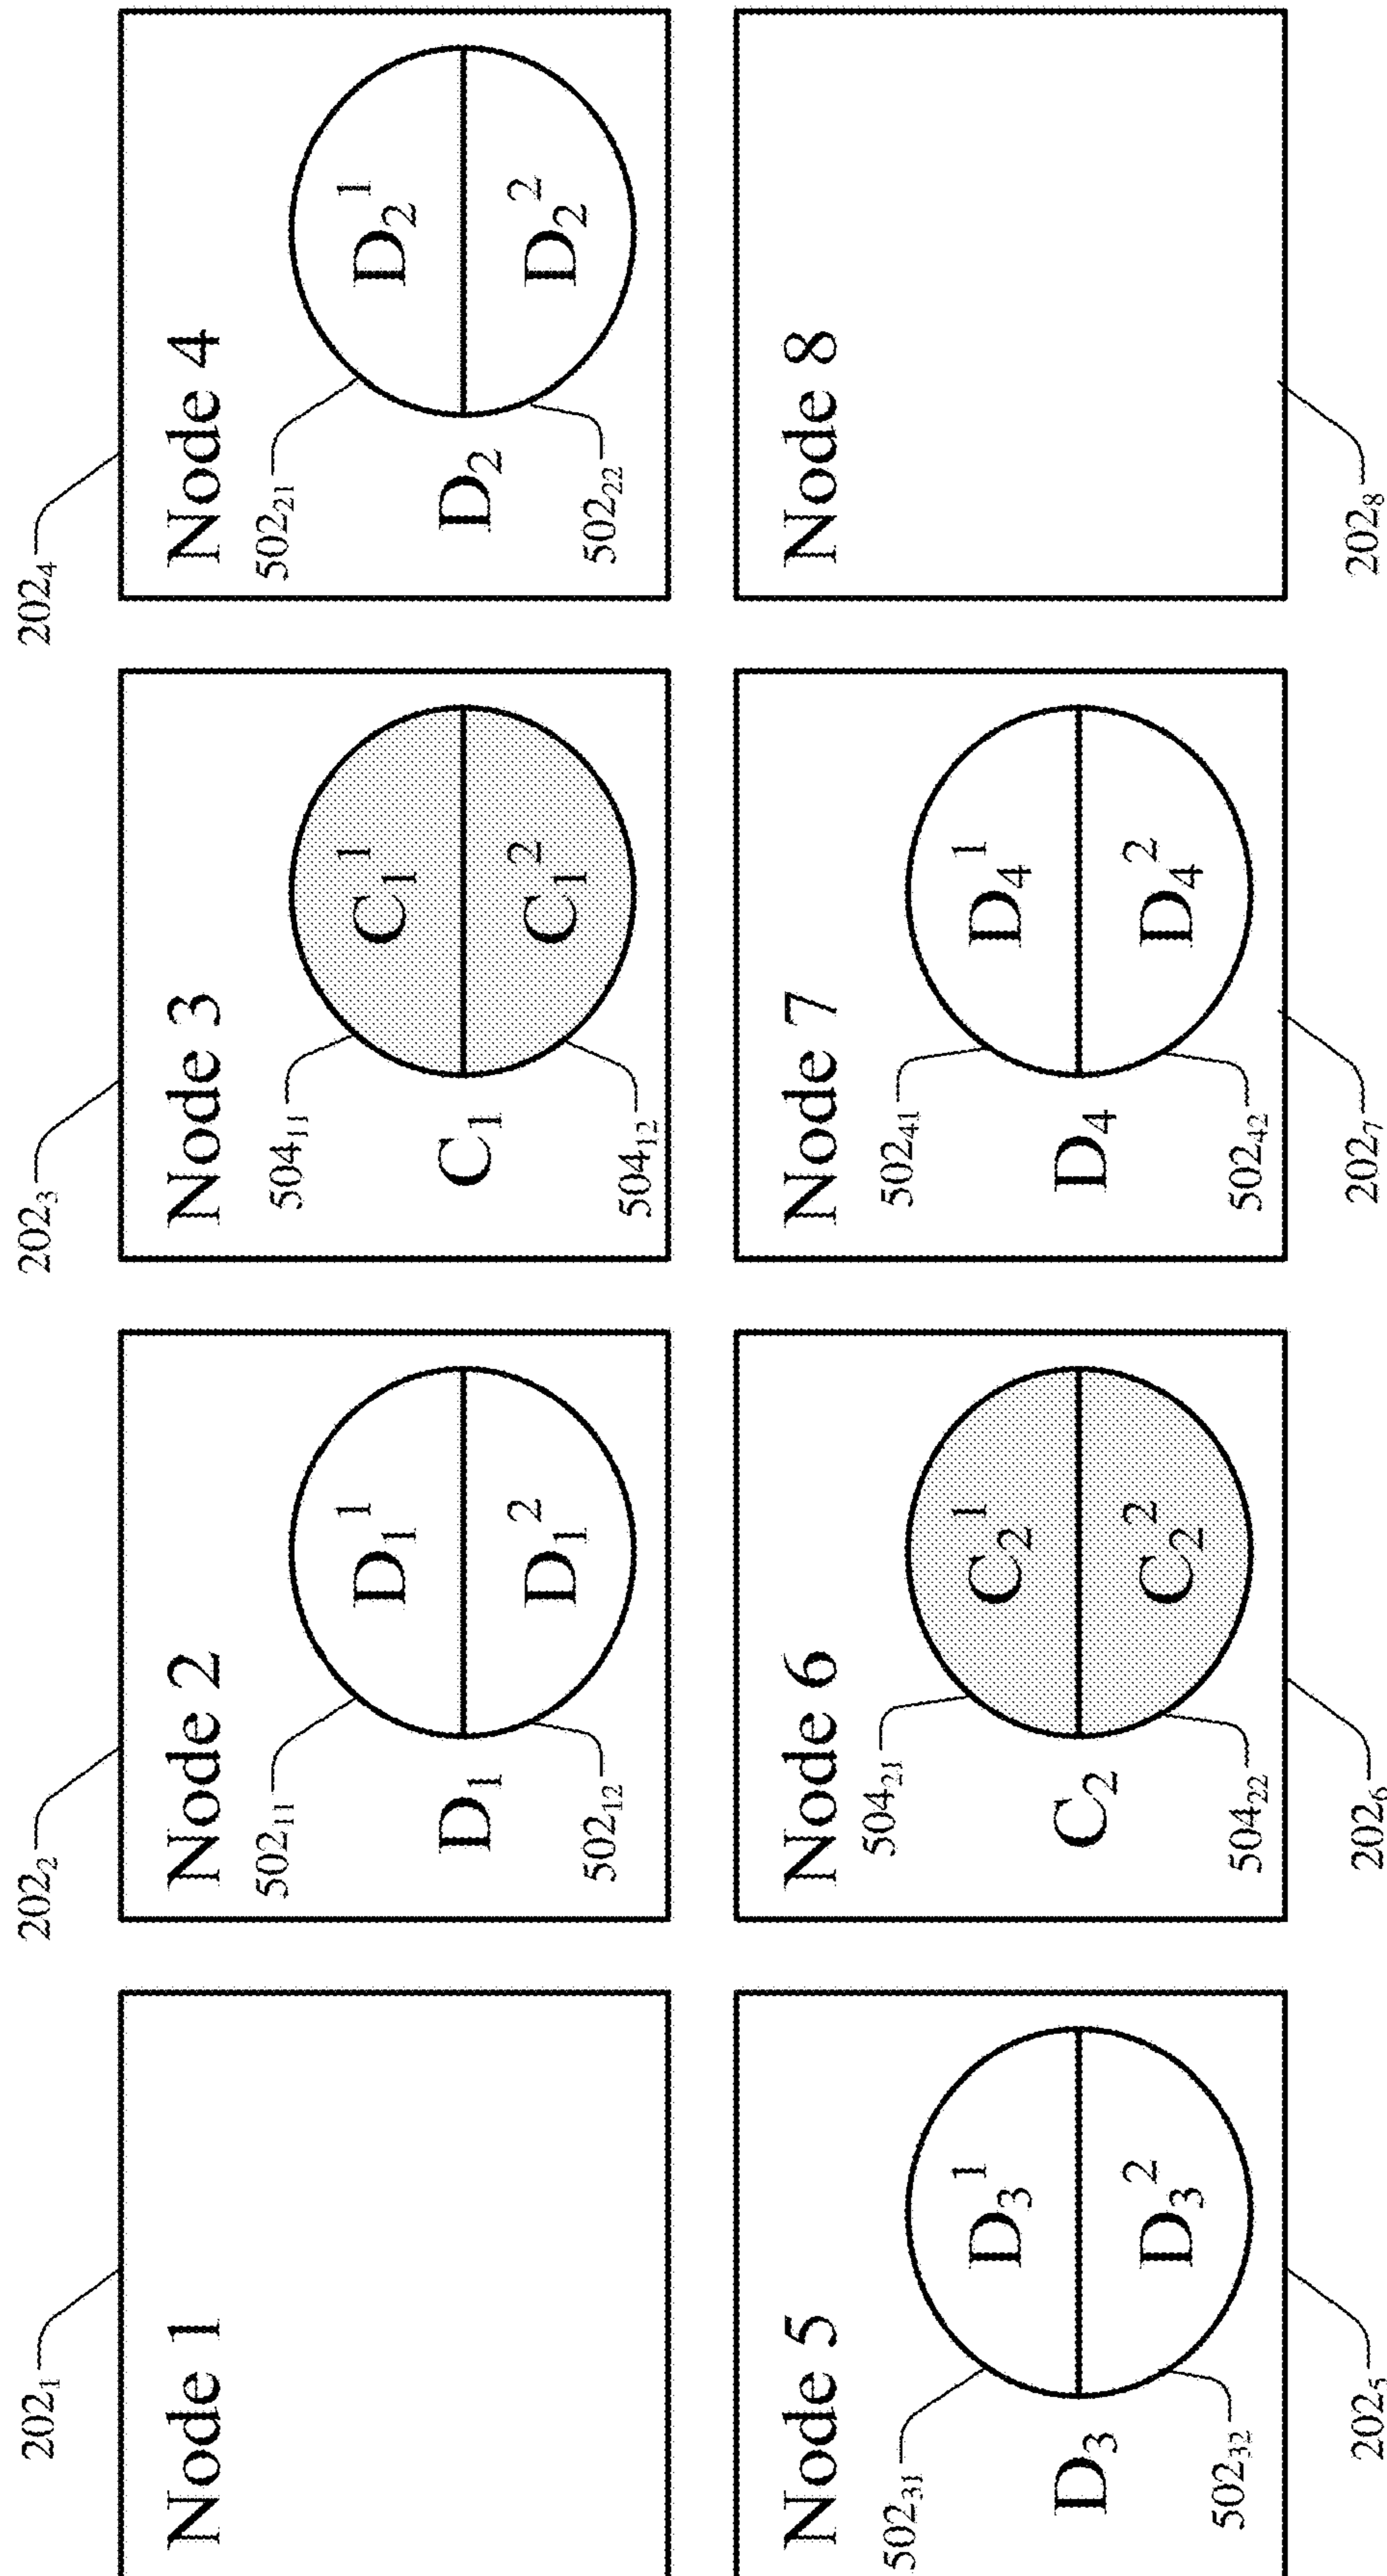 202₁
Node 1
202₂
Node 2
502₁₁
D₁¹
D₁
D₁²
502₁₂
202₃
Node 3
504₁₁
C₁¹
C₁
C₁²
504₁₂
202₄
Node 4
502₂₁
D₂¹
D₂
D₂²
502₂₂
Node 5
502₃₁
D₃¹
D₃
D₃²
502₃₂
202₅
Node 6
504₂₁
C₂¹
C₂
C₂²
504₂₂
202₆
Node 7
502₄₁
D₄¹
D₄
D₄²
502₄₂
202₇
Node 8
202₈